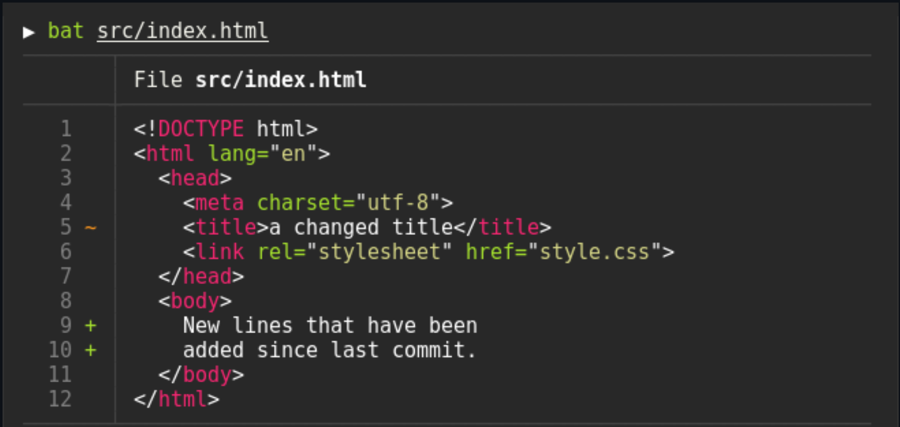 ▶ bat src/index.html
File src/index.html
1 <!DOCTYPE html>
2 <html lang="en">
3 <head>
4 <meta charset="utf-8">
5 ~ <title>a changed title</title>
6 <link rel="stylesheet" href="style.css">
7 </head>
8 <body>
9 + New lines that have been
10 + added since last commit.
11 </body>
12 </html>